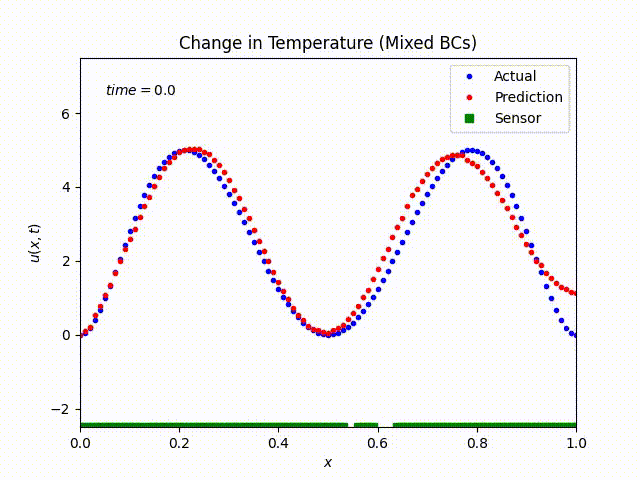 Change in Temperature (Mixed BCs)
time = 0.0
Actual
Prediction
Sensor
6
4
2
0
−2
u(x, t)
0.0 0.2 0.4 0.6 0.8 1.0
x